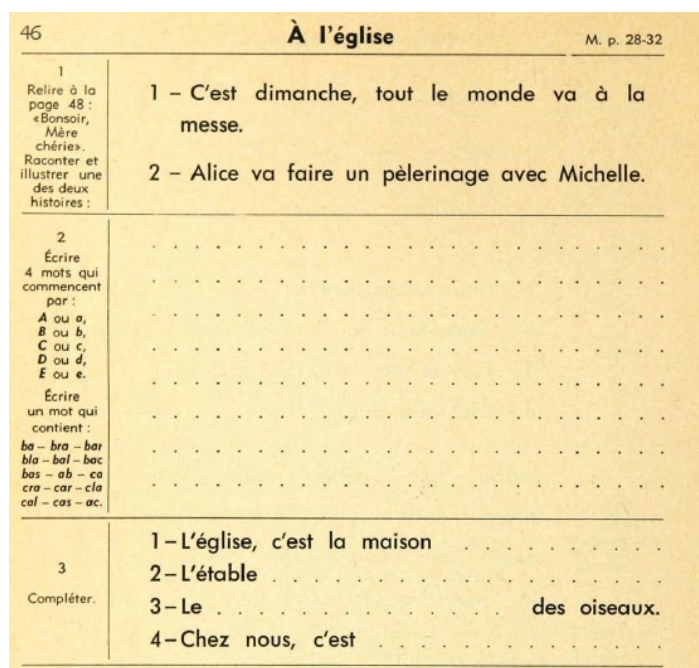 46 À l'église M. p. 28-32
1
Relire à la
page 48 :
«Bonsoir,
Mère
chérie».
Raconter et
illustrer une
des deux
histoires :
1 – C'est dimanche, tout le monde va à la
messe.
2 – Alice va faire un pèlerinage avec Michelle.
2
Écrire
4 mots qui
commencent
par :
A ou a,
B ou b,
C ou c,
D ou d,
E ou e.
Écrire
un mot qui
contient :
ba – bra – bar
bla – bal – bac
bas – ab – ca
cra – car – cla
cal – cas – ac.
3
Compléter.
1 – L'église, c'est la maison . . . . . . . . . .
2 – L'étable . . . . . . . . . . . . . . . . . .
3 – Le . . . . . . . . . . . . . . des oiseaux.
4 – Chez nous, c'est . . . . . . . . . . . . . .